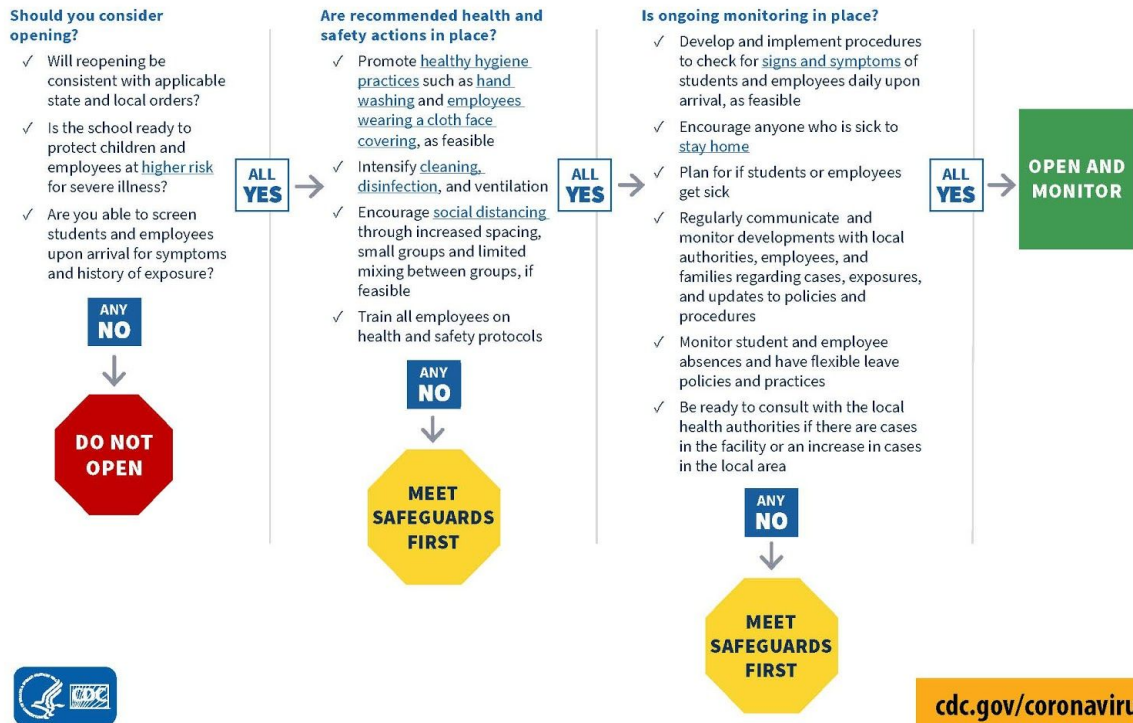 Should you consider
opening?
✓ Will reopening be
consistent with applicable
state and local orders?
✓ Is the school ready to
protect children and
employees at higher risk
for severe illness?
✓ Are you able to screen
students and employees
upon arrival for symptoms
and history of exposure?
ANY
NO
DO NOT
OPEN
ALL
YES
Are recommended health and
safety actions in place?
✓ Promote healthy hygiene
practices such as hand
washing and employees
wearing a cloth face
covering, as feasible
✓ Intensify cleaning,
disinfection, and ventilation
✓ Encourage social distancing
through increased spacing,
small groups and limited
mixing between groups, if
feasible
✓ Train all employees on
health and safety protocols
ANY
NO
MEET
SAFEGUARDS
FIRST
ALL
YES
Is ongoing monitoring in place?
✓ Develop and implement procedures
to check for signs and symptoms of
students and employees daily upon
arrival, as feasible
✓ Encourage anyone who is sick to
stay home
✓ Plan for if students or employees
get sick
✓ Regularly communicate and
monitor developments with local
authorities, employees, and
families regarding cases, exposures,
and updates to policies and
procedures
✓ Monitor student and employee
absences and have flexible leave
policies and practices
✓ Be ready to consult with the local
health authorities if there are cases
in the facility or an increase in cases
in the local area
ANY
NO
MEET
SAFEGUARDS
FIRST
ALL
YES
OPEN AND
MONITOR
CDC
cdc.gov/coronaviru